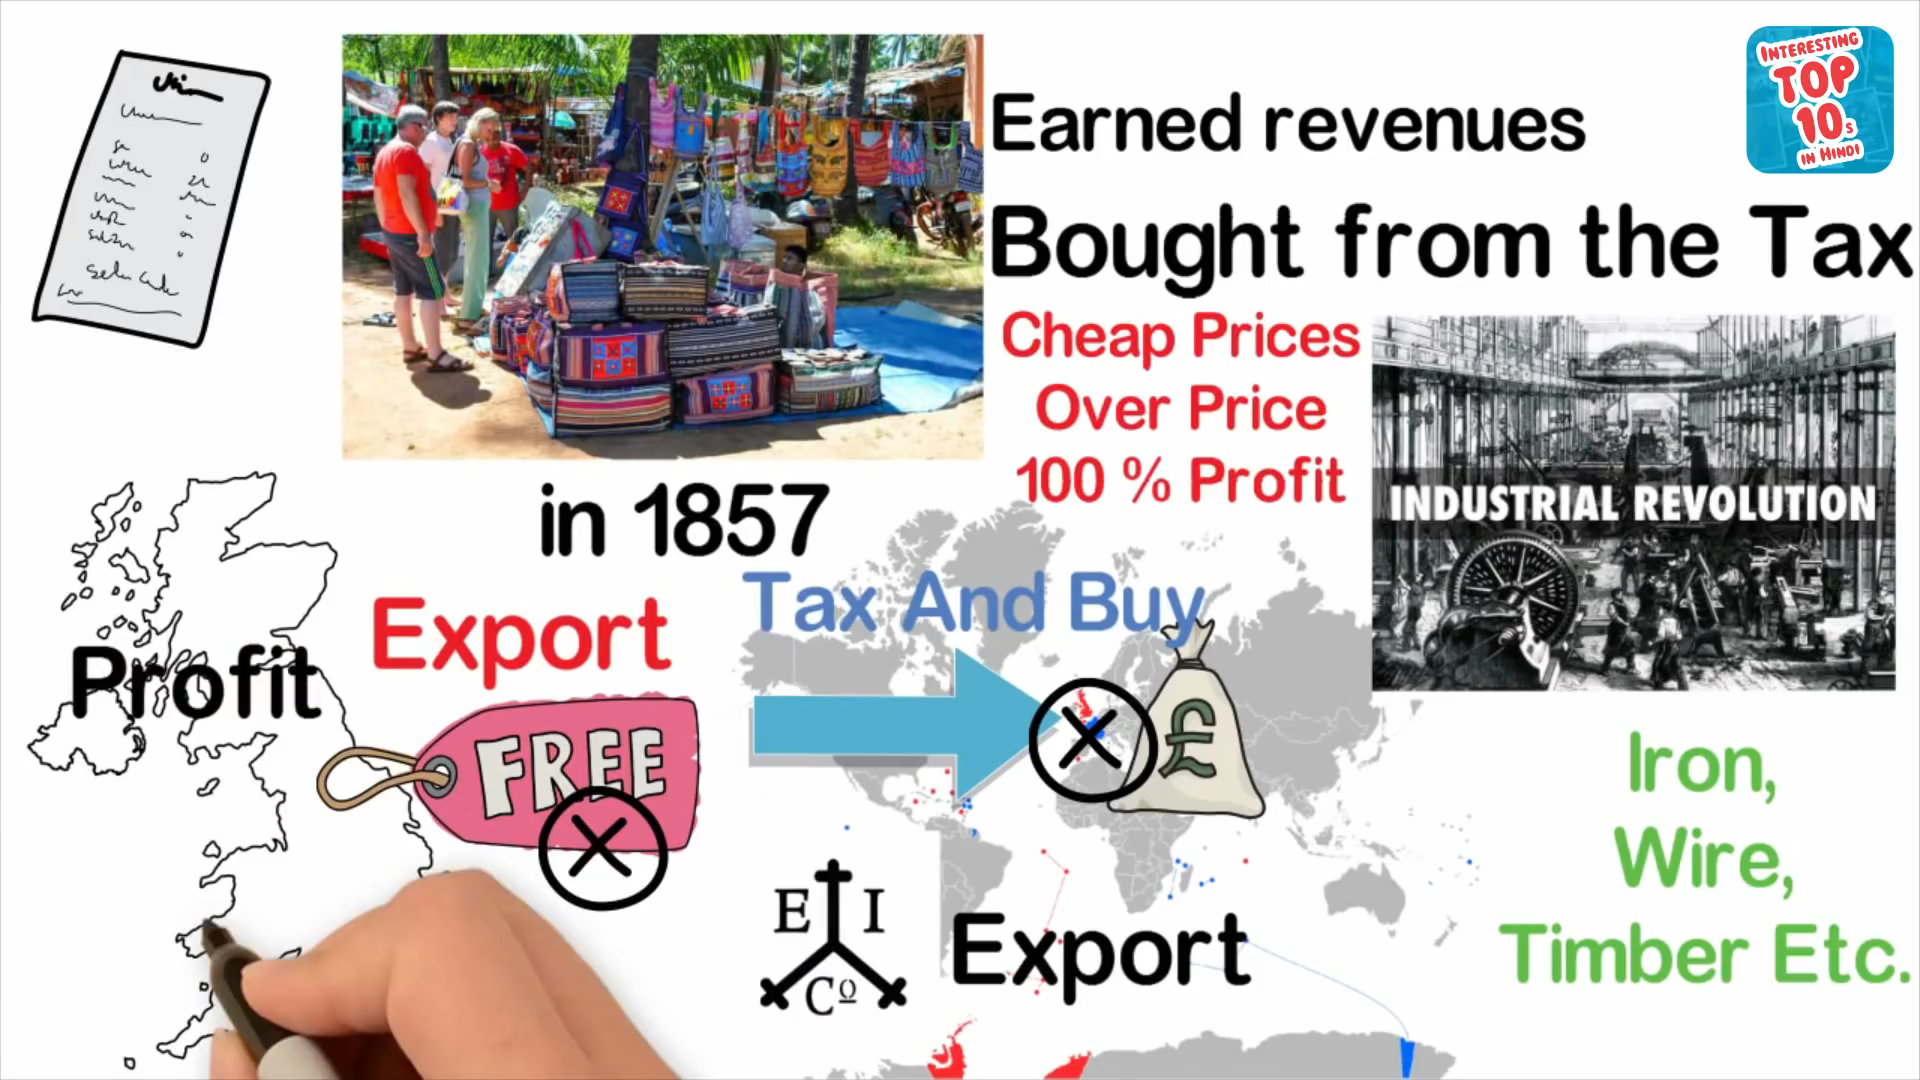 INTERESTING
TOP
10s
IN HINDI
Earned revenues
Bought from the Tax
Cheap Prices
Over Price
100 % Profit
INDUSTRIAL REVOLUTION
in 1857
Tax And Buy
Export
Profit
FREE
£
Iron,
Wire,
Timber Etc.
E I
Co
Export